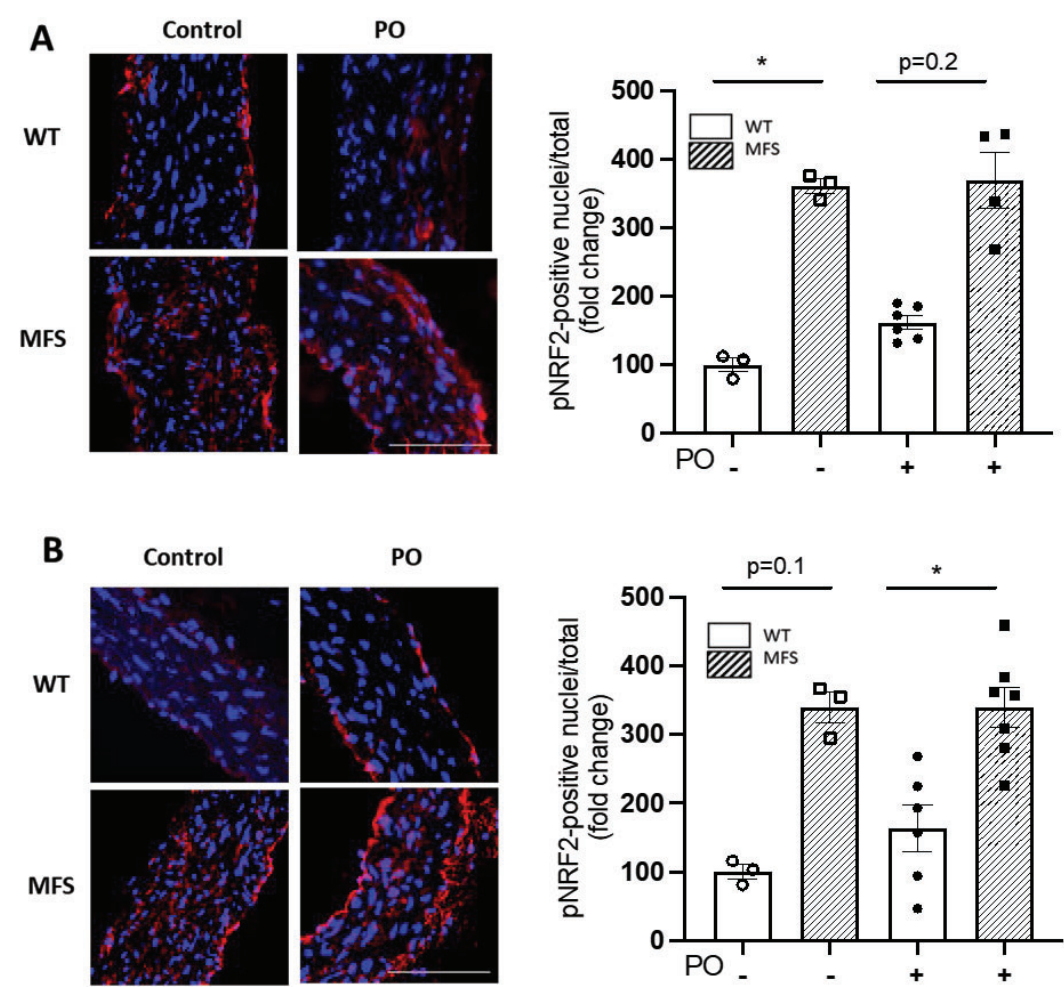 A
Control
PO
WT
MFS
*
p=0.2
500
400
300
200
100
0
pNRF2-positive nuclei/total
(fold change)
WT
MFS
PO
- - + +
B
Control
PO
WT
MFS
p=0.1
*
500
400
300
200
100
0
pNRF2-positive nuclei/total
(fold change)
WT
MFS
PO
- - + +